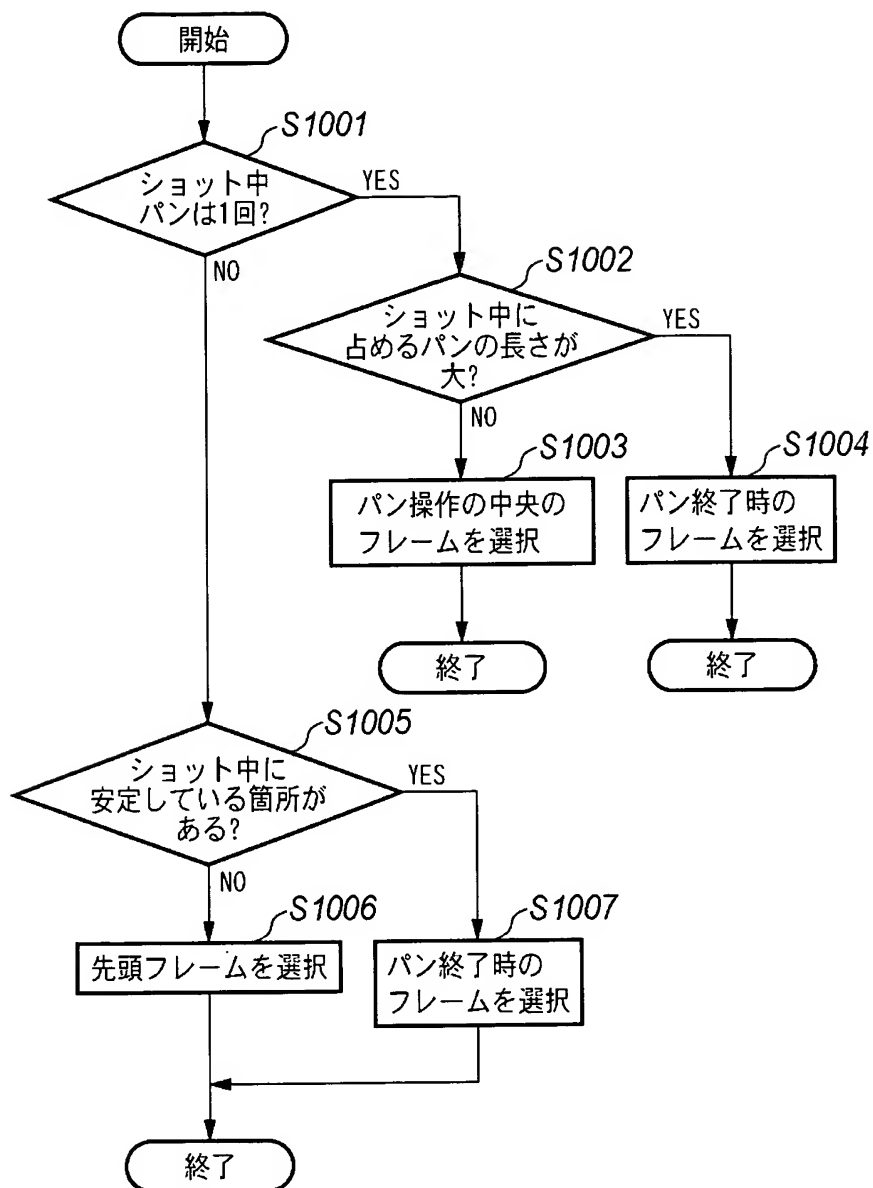 開始
S1001
ショット中
パンは1回?
YES
NO
S1002
ショット中に
占めるパンの長さが
大?
YES
NO
S1003
パン操作の中央の
フレームを選択
S1004
パン終了時の
フレームを選択
終了
終了
S1005
ショット中に
安定している箇所が
ある?
YES
NO
S1006
先頭フレームを選択
S1007
パン終了時の
フレームを選択
終了